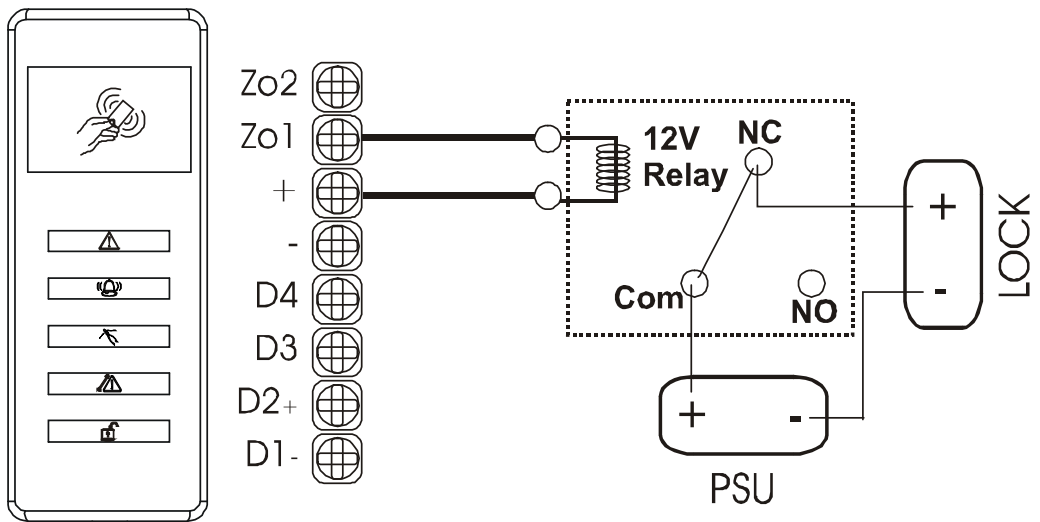 Zo2
Zo1
+
-
D4
D3
D2+
D1-
12V
Relay
NC
Com
NO
+
-
LOCK
+
-
PSU